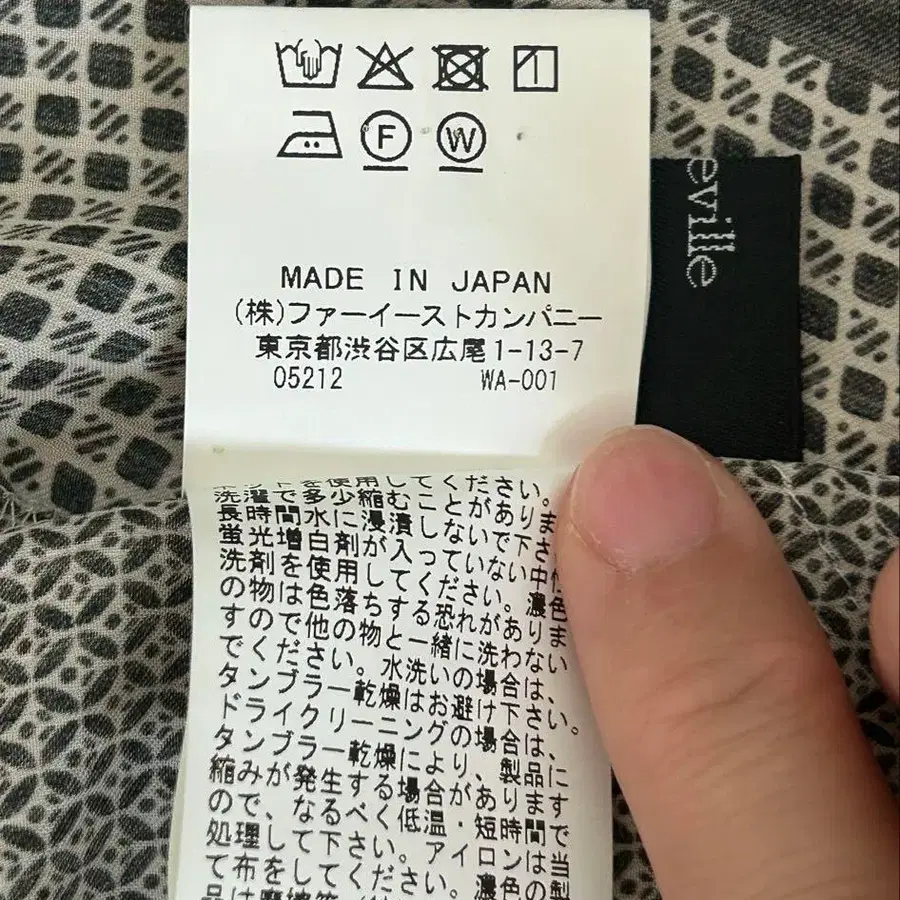 F W
MADE IN JAPAN
(株)ファーイーストカンパニー
東京都渋谷区広尾1-13-7
05212 WA-001
eville
洗濯で多少縮むことがあります
長時間水に浸漬しないで下さい
蛍光増白剤が入っていない中性
洗剤を使用してください。濃色
の物は色落ちする恐れがありま
すので他の物と一緒に洗わない
でください。水洗いの場合は、
タンブラー乾燥はお避け下さい。
ドライクリーニングの場合は、
タンブラー乾燥により、製品に
縮みが発生する場合があります
ので、なるべく低温・短時間で
処理して下さい。アイロンは当
て布をしてください。濃色の製